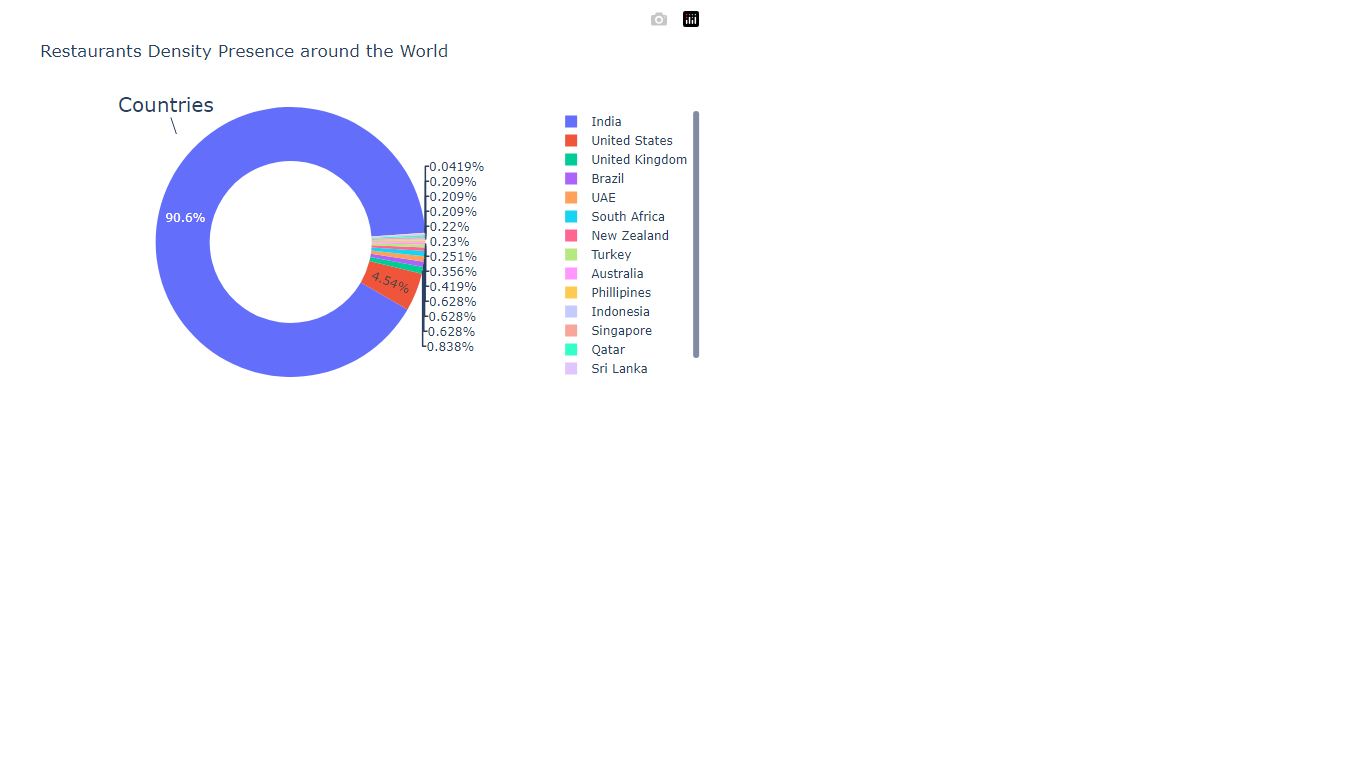 Restaurants Density Presence around the World
Countries
90.6%
4.54%
0.0419%
0.209%
0.209%
0.209%
0.22%
0.23%
0.251%
0.356%
0.419%
0.628%
0.628%
0.628%
0.838%
India
United States
United Kingdom
Brazil
UAE
South Africa
New Zealand
Turkey
Australia
Phillipines
Indonesia
Singapore
Qatar
Sri Lanka